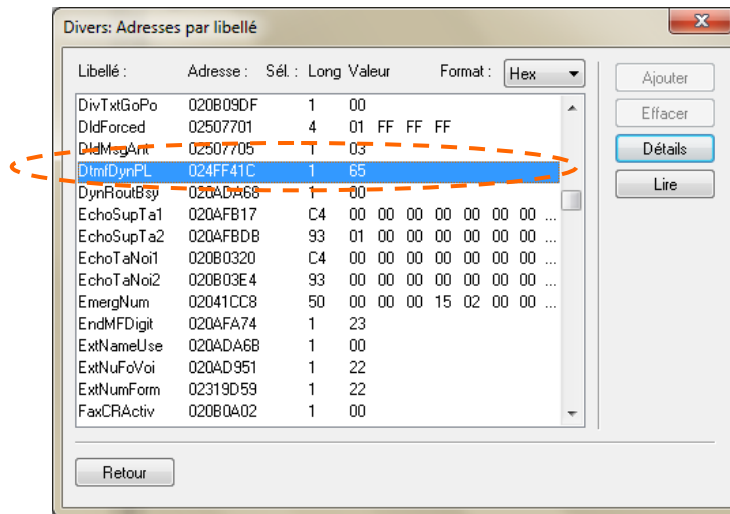 Divers: Adresses par libellé
Libellé : Adresse : Sél. : Long Valeur Format : Hex
DivTxtGoPo 020B09DF 1 00
DldForced 02507701 4 01 FF FF FF
DldMsgAnt 02507705 1 03
DtmfDynPL 024FF41C 1 65
DynRoutBsy 020ADA68 1 00
EchoSupTa1 020AFB17 C4 00 00 00 00 00 00 00 ...
EchoSupTa2 020AFBDB 93 01 00 00 00 00 00 00 ...
EchoTaNoi1 020B0320 C4 00 00 00 00 00 00 00 ...
EchoTaNoi2 020B03E4 93 00 00 00 00 00 00 00 ...
EmergNum 02041CC8 50 00 00 00 15 02 00 00 ...
EndMFDigit 020AFA74 1 23
ExtNameUse 020ADA6B 1 00
ExtNuFoVoi 020AD951 1 22
ExtNumForm 02319D59 1 22
FaxCRActiv 020B0A02 1 00
Ajouter
Effacer
Détails
Lire
Retour